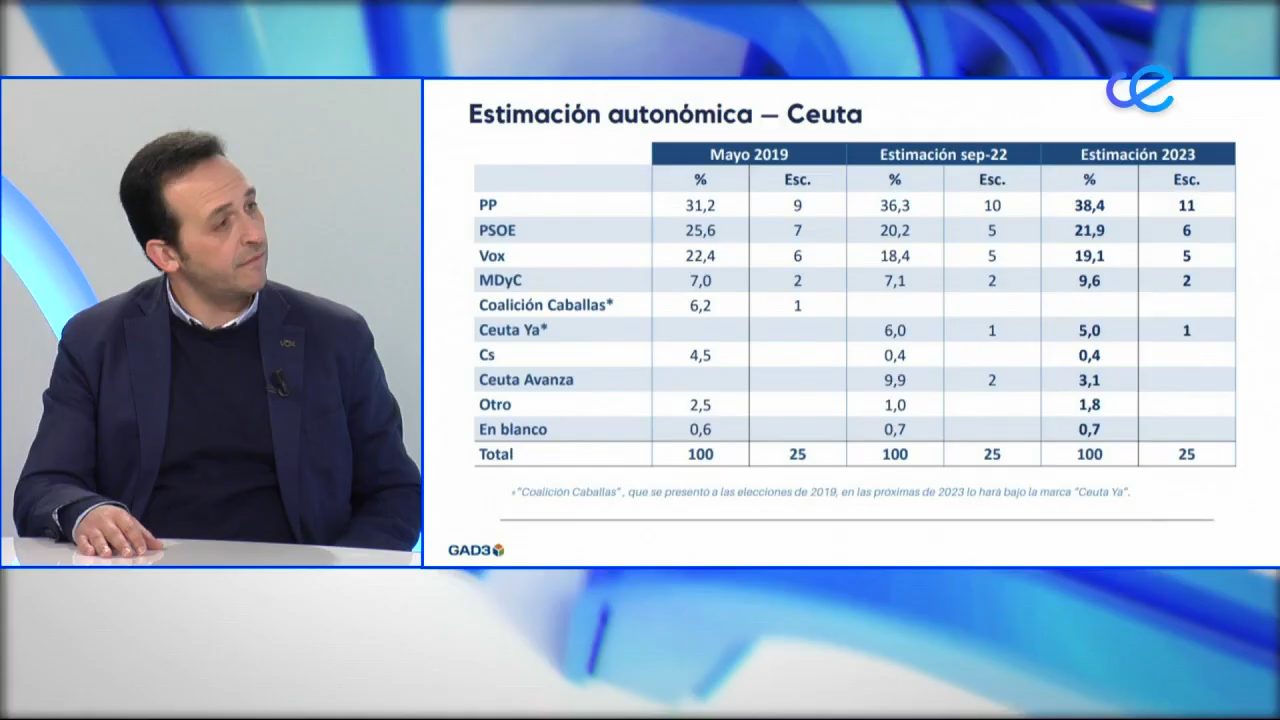 ce
Estimación autonómica – Ceuta
Mayo 2019 Estimación sep-22 Estimación 2023
% Esc. % Esc. % Esc.
PP 31,2 9 36,3 10 38,4 11
PSOE 25,6 7 20,2 5 21,9 6
Vox 22,4 6 18,4 5 19,1 5
MDyC 7,0 2 7,1 2 9,6 2
Coalición Caballas* 6,2 1
Ceuta Ya* 6,0 1 5,0 1
Cs 4,5 0,4 0,4
Ceuta Avanza 9,9 2 3,1
Otro 2,5 1,0 1,8
En blanco 0,6 0,7 0,7
Total 100 25 100 25 100 25
*"Coalición Caballas" , que se presentó a las elecciones de 2019, en las próximas de 2023 lo hará bajo la marca "Ceuta Ya".
GAD3
VOX